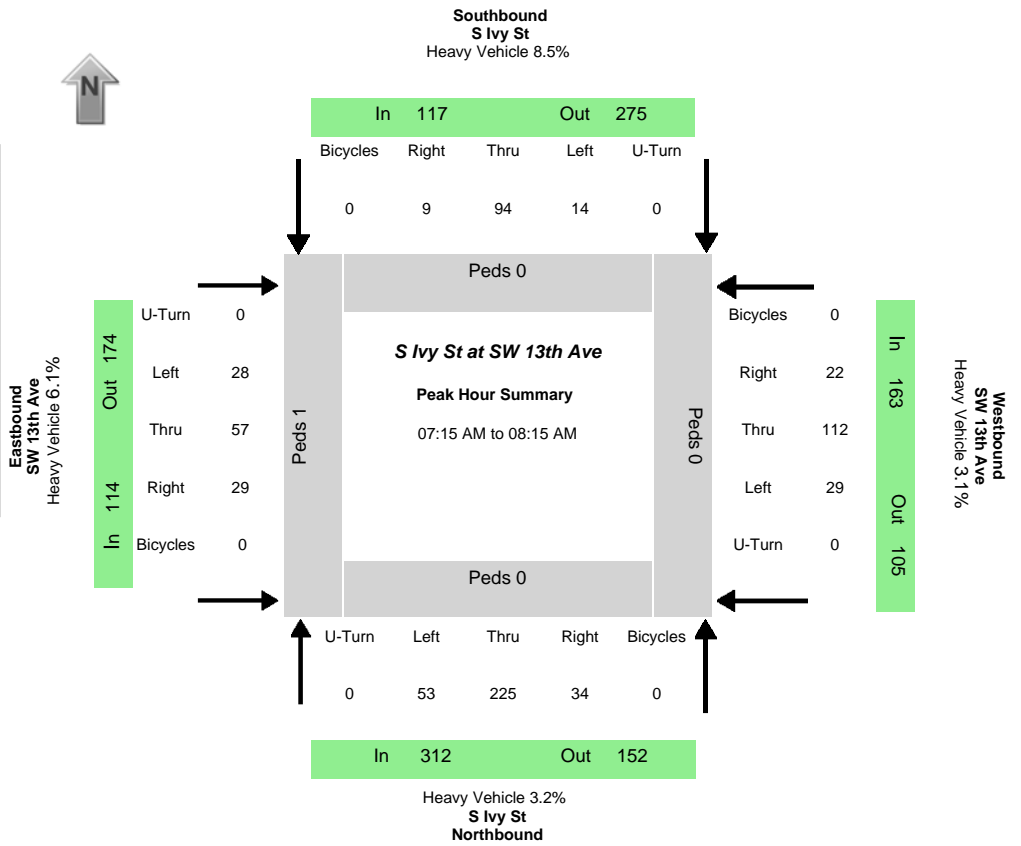 Southbound
S Ivy St
Heavy Vehicle 8.5%
N
In 117 Out 275
Bicycles Right Thru Left U-Turn
0 9 94 14 0
Peds 0
Eastbound
SW 13th Ave
Heavy Vehicle 6.1%
Out 174
In 114
U-Turn 0
Left 28
Thru 57
Right 29
Bicycles 0
Peds 1
S Ivy St at SW 13th Ave
Peak Hour Summary
07:15 AM to 08:15 AM
Peds 0
Bicycles 0
Right 22
Thru 112
Left 29
U-Turn 0
In 163
Out 105
Westbound
SW 13th Ave
Heavy Vehicle 3.1%
Peds 0
U-Turn Left Thru Right Bicycles
0 53 225 34 0
In 312 Out 152
Heavy Vehicle 3.2%
S Ivy St
Northbound